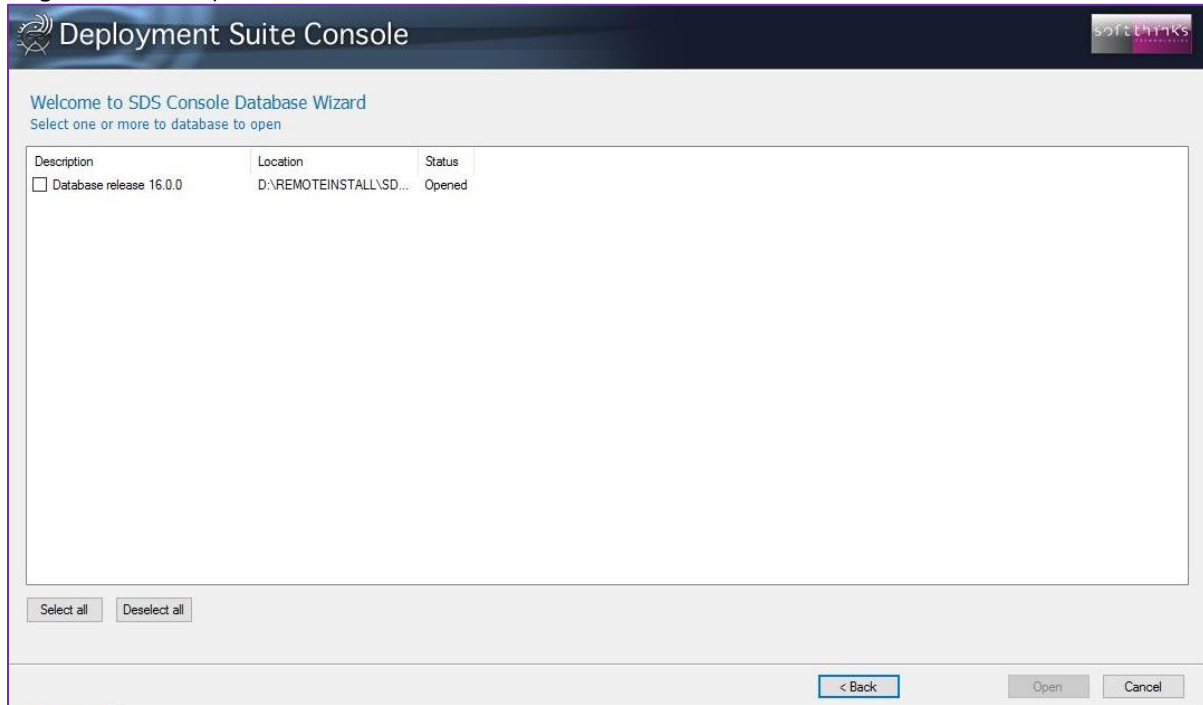 Deployment Suite Console
softthinks
TECHNOLOGIES
Welcome to SDS Console Database Wizard
Select one or more to database to open
Description Location Status
Database release 16.0.0 D:\REMOTEINSTALL\SD... Opened
Select all Deselect all
< Back Open Cancel